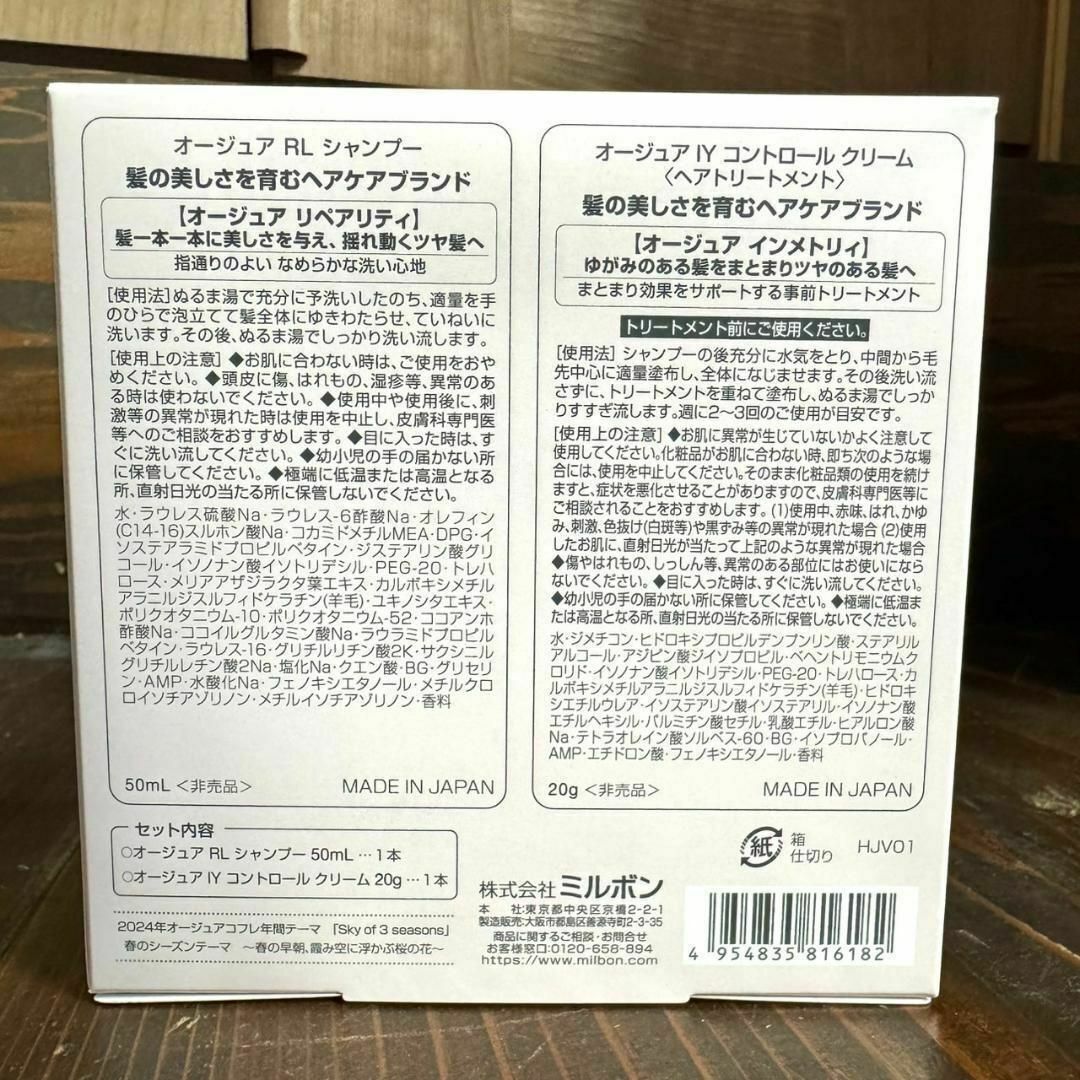 オージュア RL シャンプー
髪の美しさを育むヘアケアブランド
【オージュア リペアリティ】
髪一本一本に美しさを与え、揺れ動くツヤ髪へ
指通りのよい なめらかな洗い心地
[使用法]ぬるま湯で充分に予洗いしたのち、適量を手
のひらで泡立てて髪全体にゆきわたらせ、ていねいに
洗います。その後、ぬるま湯でしっかり洗い流します。
[使用上の注意] ◆お肌に合わない時は、ご使用をおや
めください。◆頭皮に傷、はれもの、湿疹等、異常のあ
る時は使わないでください。◆使用中や使用後に、刺
激等の異常が現れた時は使用を中止し、皮膚科専門医
等へのご相談をおすすめします。◆目に入った時は、す
ぐに洗い流してください。◆幼小児の手の届かない所
に保管してください。◆極端に低温または高温となる
所、直射日光の当たる所に保管しないでください。
水・ラウレス硫酸Na・ラウレス-6酢酸Na・オレフィン
(C14-16)スルホン酸Na・コカミドメチルMEA・DPG・イ
ソステアラミドプロピルベタイン・ジステアリン酸グリ
コール・イソノナン酸イソトリデシル・PEG-20・トレハ
ロース・メリアアザジラクタ葉エキス・カルボキシメチル
アラニルジスルフィドケラチン(羊毛)・ユキノシタエキス・
ポリクオタニウム-10・ポリクオタニウム-52・ココアンホ
酢酸Na・ココイルグルタミン酸Na・ラウラミドプロピル
ベタイン・ラウレス-16・グリチルリチン酸2K・サクシニル
グリチルレチン酸2Na・塩化Na・クエン酸・BG・グリセリ
ン・AMP・水酸化Na・フェノキシエタノール・メチルクロ
ロイソチアゾリノン・メチルイソチアゾリノン・香料
50mL <非売品> MADE IN JAPAN
オージュア IY コントロール クリーム
〈ヘアトリートメント〉
髪の美しさを育むヘアケアブランド
【オージュア インメトリィ】
ゆがみのある髪をまとまりツヤのある髪へ
まとまり効果をサポートする事前トリートメント
トリートメント前にご使用ください。
[使用法] シャンプーの後充分に水気をとり、中間から毛
先中心に適量塗布し、全体になじませます。その後洗い流
さずに、トリートメントを重ねて塗布し、ぬるま湯でしっか
りすすぎ流します。週に2～3回のご使用が目安です。
[使用上の注意] ◆お肌に異常が生じていないかよく注意して
使用してください。化粧品がお肌に合わない時、即ち次のような場
合には、使用を中止してください。そのまま化粧品類の使用を続け
ますと、症状を悪化させることがありますので、皮膚科専門医等に
ご相談されることをおすすめします。(1)使用中、赤味、はれ、かゆ
み、刺激、色抜け(白斑等)や黒ずみ等の異常が現れた場合 (2)使用
したお肌に、直射日光が当たって上記のような異常が現れた場合
◆傷やはれもの、しっしん等、異常のある部位にはお使いになら
ないでください。◆目に入った時は、すぐに洗い流してください。
◆幼小児の手の届かない所に保管してください。◆極端に低温ま
たは高温となる所、直射日光の当たる所に保管しないでください。
水・ジメチコン・ヒドロキシプロピルデンプンリン酸・ステアリル
アルコール・アジピン酸ジイソプロピル・ベヘントリモニウムク
ロリド・イソノナン酸イソトリデシル・PEG-20・トレハロース・カ
ルボキシメチルアラニルジスルフィドケラチン(羊毛)・ヒドロキ
シエチルウレア・イソステアリン酸イソステアリル・イソノナン酸
エチルヘキシル・パルミチン酸セチル・乳酸エチル・ヒアルロン酸
Na・テトラオレイン酸ソルベス-60・BG・イソプロパノール・
AMP・エチドロン酸・フェノキシエタノール・香料
20g <非売品> MADE IN JAPAN
セット内容
○オージュア RL シャンプー 50mL …1本
○オージュア IY コントロール クリーム 20g …1本
2024年オージュアコフレ年間テーマ 「Sky of 3 seasons」
春のシーズンテーマ ～春の早朝、霞み空に浮かぶ桜の花～
株式会社 ミルボン
本 社:東京都中央区京橋2-2-1
製造販売:大阪市都島区善源寺町2-3-35
商品に関するご相談・お問合せ
お客様窓口:0120-658-894
https://www.milbon.com
紙 箱
仕切り
HJV01
4 954835 816182